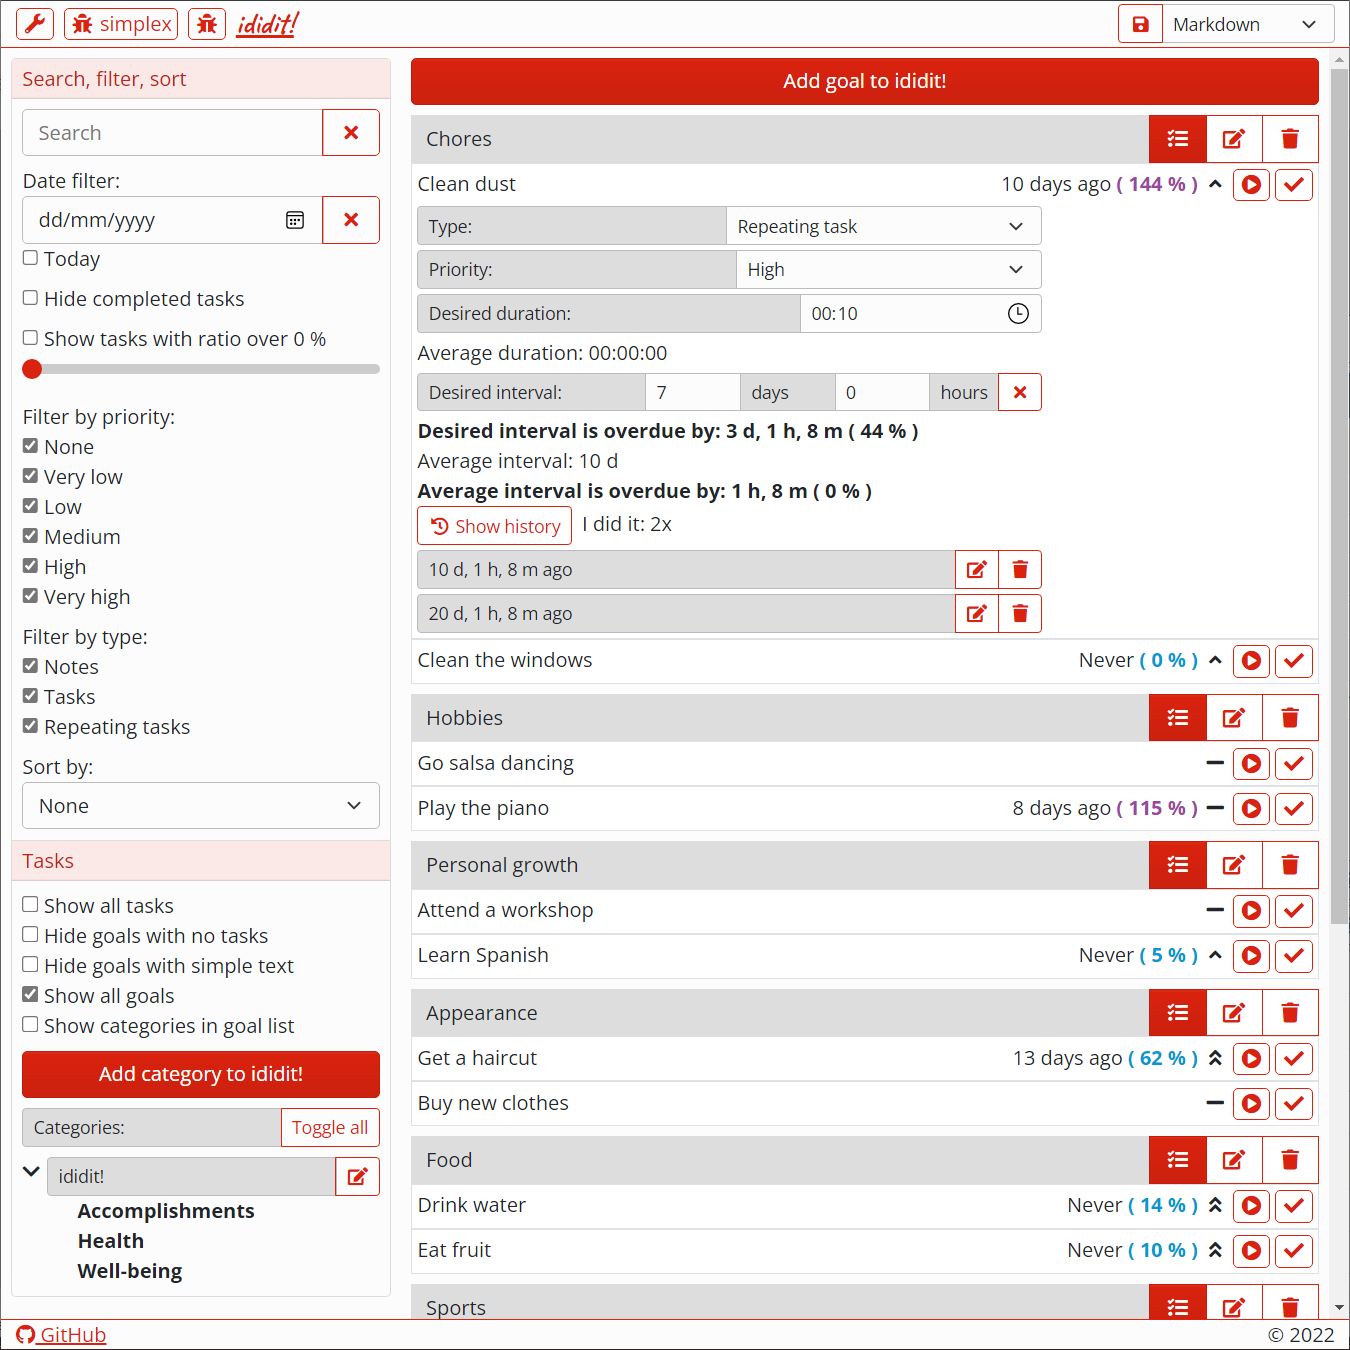 simplex
ididit!
Markdown
Search, filter, sort
Search
Date filter:
dd/mm/yyyy
Today
Hide completed tasks
Show tasks with ratio over 0 %
Filter by priority:
None
Very low
Low
Medium
High
Very high
Filter by type:
Notes
Tasks
Repeating tasks
Sort by:
None
Tasks
Show all tasks
Hide goals with no tasks
Hide goals with simple text
Show all goals
Show categories in goal list
Add category to ididit!
Categories:
Toggle all
ididit!
Accomplishments
Health
Well-being
Add goal to ididit!
Chores
Clean dust 10 days ago ( 144 % )
Type: Repeating task
Priority: High
Desired duration: 00:10
Average duration: 00:00:00
Desired interval: 7 days 0 hours
Desired interval is overdue by: 3 d, 1 h, 8 m ( 44 % )
Average interval: 10 d
Average interval is overdue by: 1 h, 8 m ( 0 % )
Show history I did it: 2x
10 d, 1 h, 8 m ago
20 d, 1 h, 8 m ago
Clean the windows Never ( 0 % )
Hobbies
Go salsa dancing
Play the piano 8 days ago ( 115 % )
Personal growth
Attend a workshop
Learn Spanish Never ( 5 % )
Appearance
Get a haircut 13 days ago ( 62 % )
Buy new clothes
Food
Drink water Never ( 14 % )
Eat fruit Never ( 10 % )
Sports
GitHub
© 2022